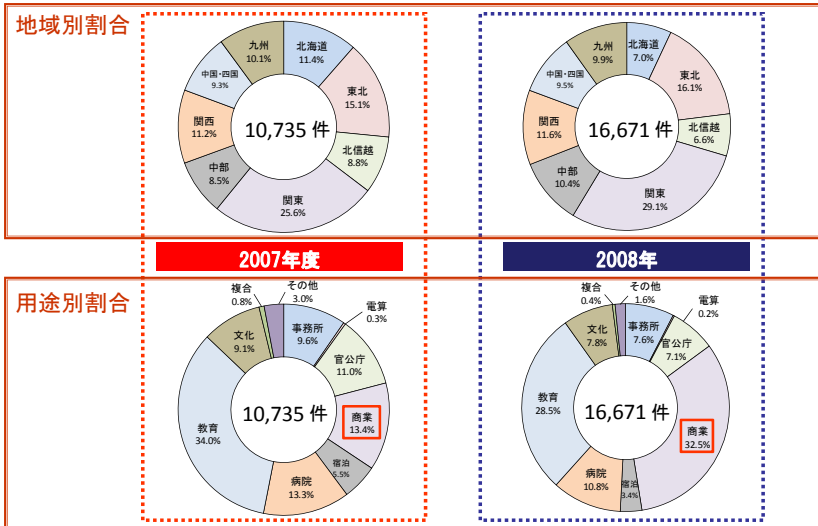 地域別割合
北海道
11.4%
東北
15.1%
北信越
8.8%
関東
25.6%
中部
8.5%
関西
11.2%
中国・四国
9.3%
九州
10.1%
10,735 件
北海道
7.0%
東北
16.1%
北信越
6.6%
関東
29.1%
中部
10.4%
関西
11.6%
中国・四国
9.5%
九州
9.9%
16,671 件
2007年度
2008年
用途別割合
事務所
9.6%
電算
0.3%
官公庁
11.0%
商業
13.4%
宿泊
5.5%
病院
13.3%
教育
34.0%
文化
9.1%
複合
0.8%
その他
3.0%
10,735 件
事務所
7.6%
電算
0.2%
官公庁
7.1%
商業
32.5%
宿泊
3.4%
病院
10.8%
教育
28.5%
文化
7.8%
複合
0.4%
その他
1.6%
16,671 件